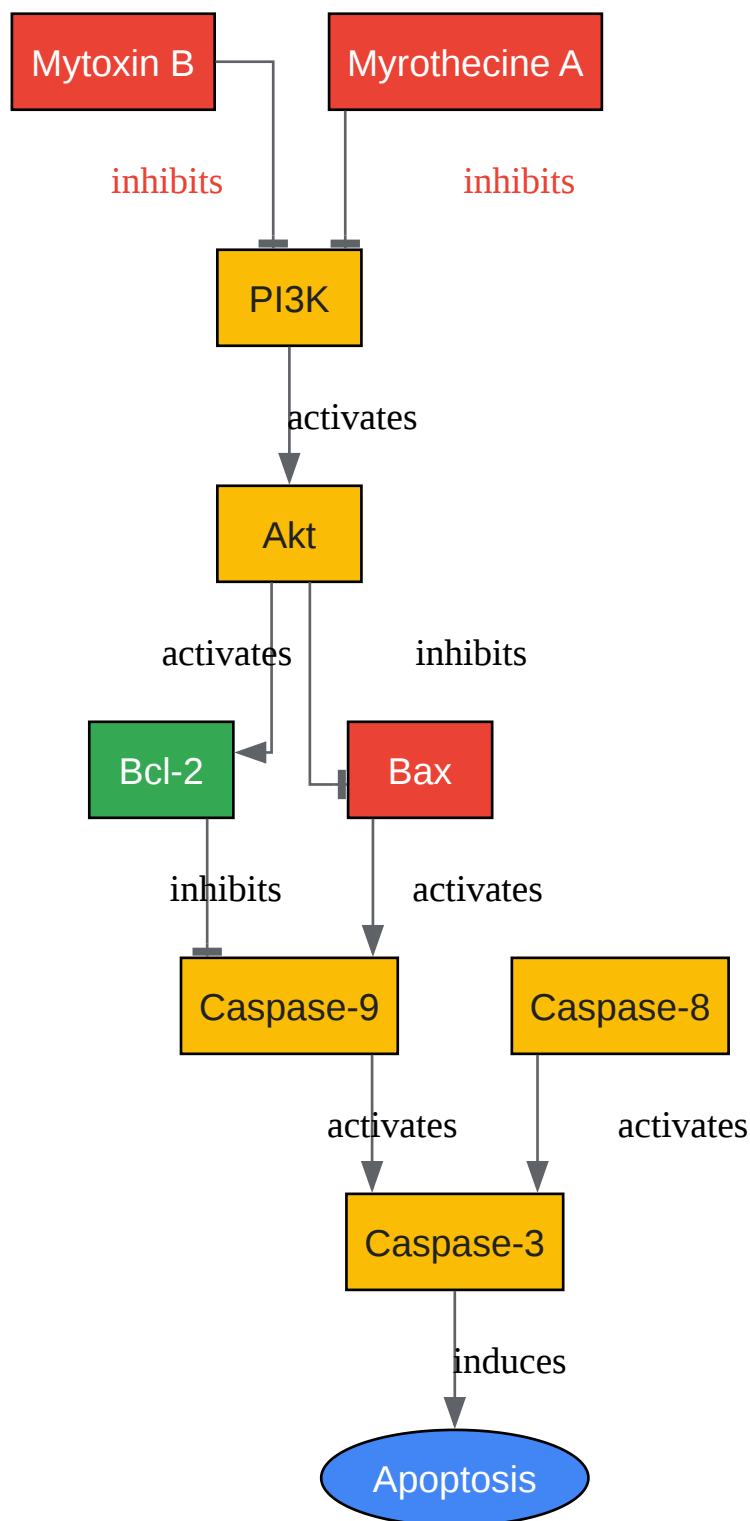 Mytoxin B
Myrothecine A
inhibits
inhibits
PI3K
activates
Akt
activates
inhibits
Bcl-2
Bax
inhibits
activates
Caspase-9
Caspase-8
activates
activates
Caspase-3
induces
Apoptosis